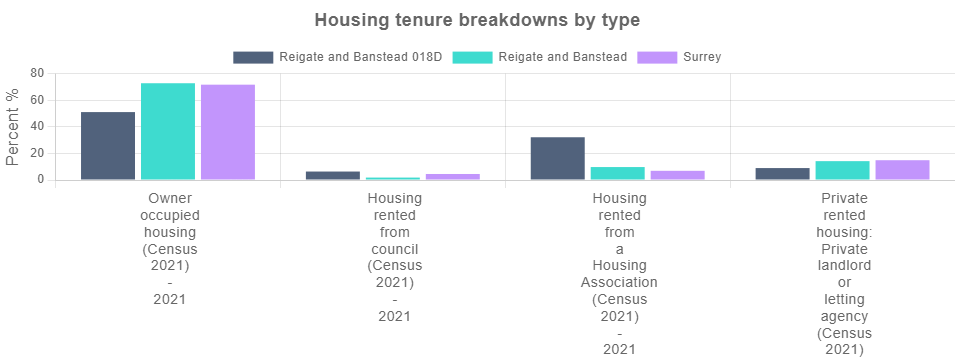 Housing tenure breakdowns by type
Reigate and Banstead 018D
Reigate and Banstead
Surrey
Percent %
80
60
40
20
0
Owner
occupied
housing
(Census
2021)
-
2021
Housing
rented
from
council
(Census
2021)
-
2021
Housing
rented
from
a
Housing
Association
(Census
2021)
-
2021
Private
rented
housing:
Private
landlord
or
letting
agency
(Census
2021)